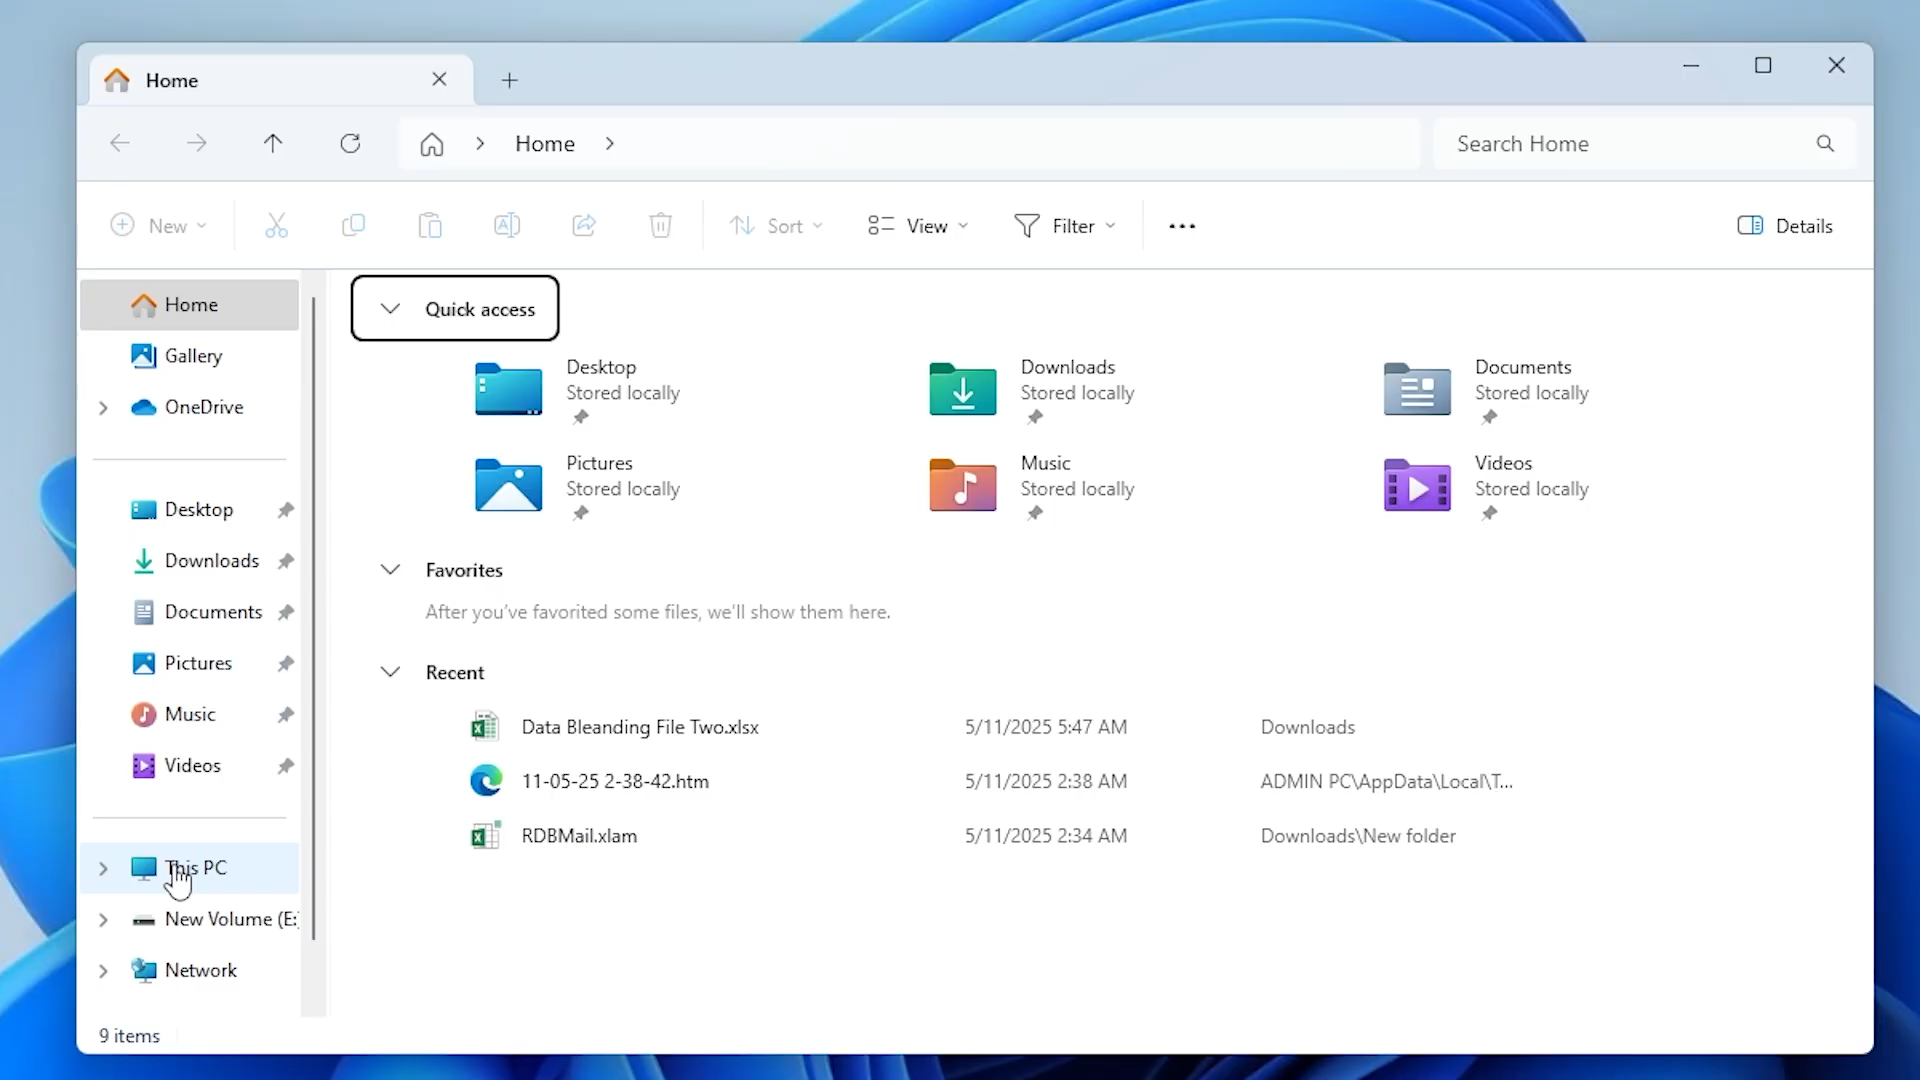 Home
Home
Search Home
New
Sort
View
Filter
Details
Home
Gallery
OneDrive
Desktop
Downloads
Documents
Pictures
Music
Videos
This PC
New Volume (E:)
Network
Quick access
Desktop
Stored locally
Downloads
Stored locally
Documents
Stored locally
Pictures
Stored locally
Music
Stored locally
Videos
Stored locally
Favorites
After you've favorited some files, we'll show them here.
Recent
Data Bleanding File Two.xlsx 5/11/2025 5:47 AM Downloads
11-05-25 2-38-42.htm 5/11/2025 2:38 AM ADMIN PC\AppData\Local\T...
RDBMail.xlam 5/11/2025 2:34 AM Downloads\New folder
9 items